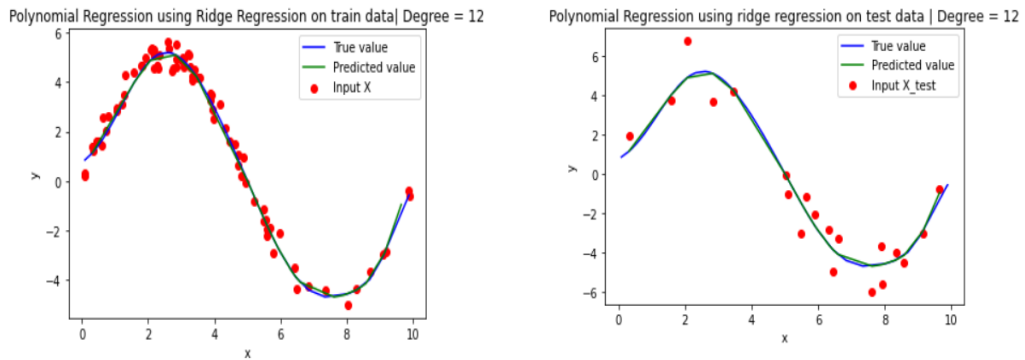 Polynomial Regression using Ridge Regression on train data| Degree = 12
6
4
2
0
−2
−4
y
0
2
4
6
8
10
x
True value
Predicted value
Input X
Polynomial Regression using ridge regression on test data | Degree = 12
6
4
2
0
−2
−4
−6
y
0
2
4
6
8
10
x
True value
Predicted value
Input X_test